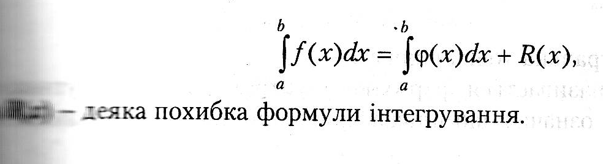 ∫_a^b f(x)dx = ∫_a^b φ(x)dx + R(x),
– деяка похибка формули інтегрування.